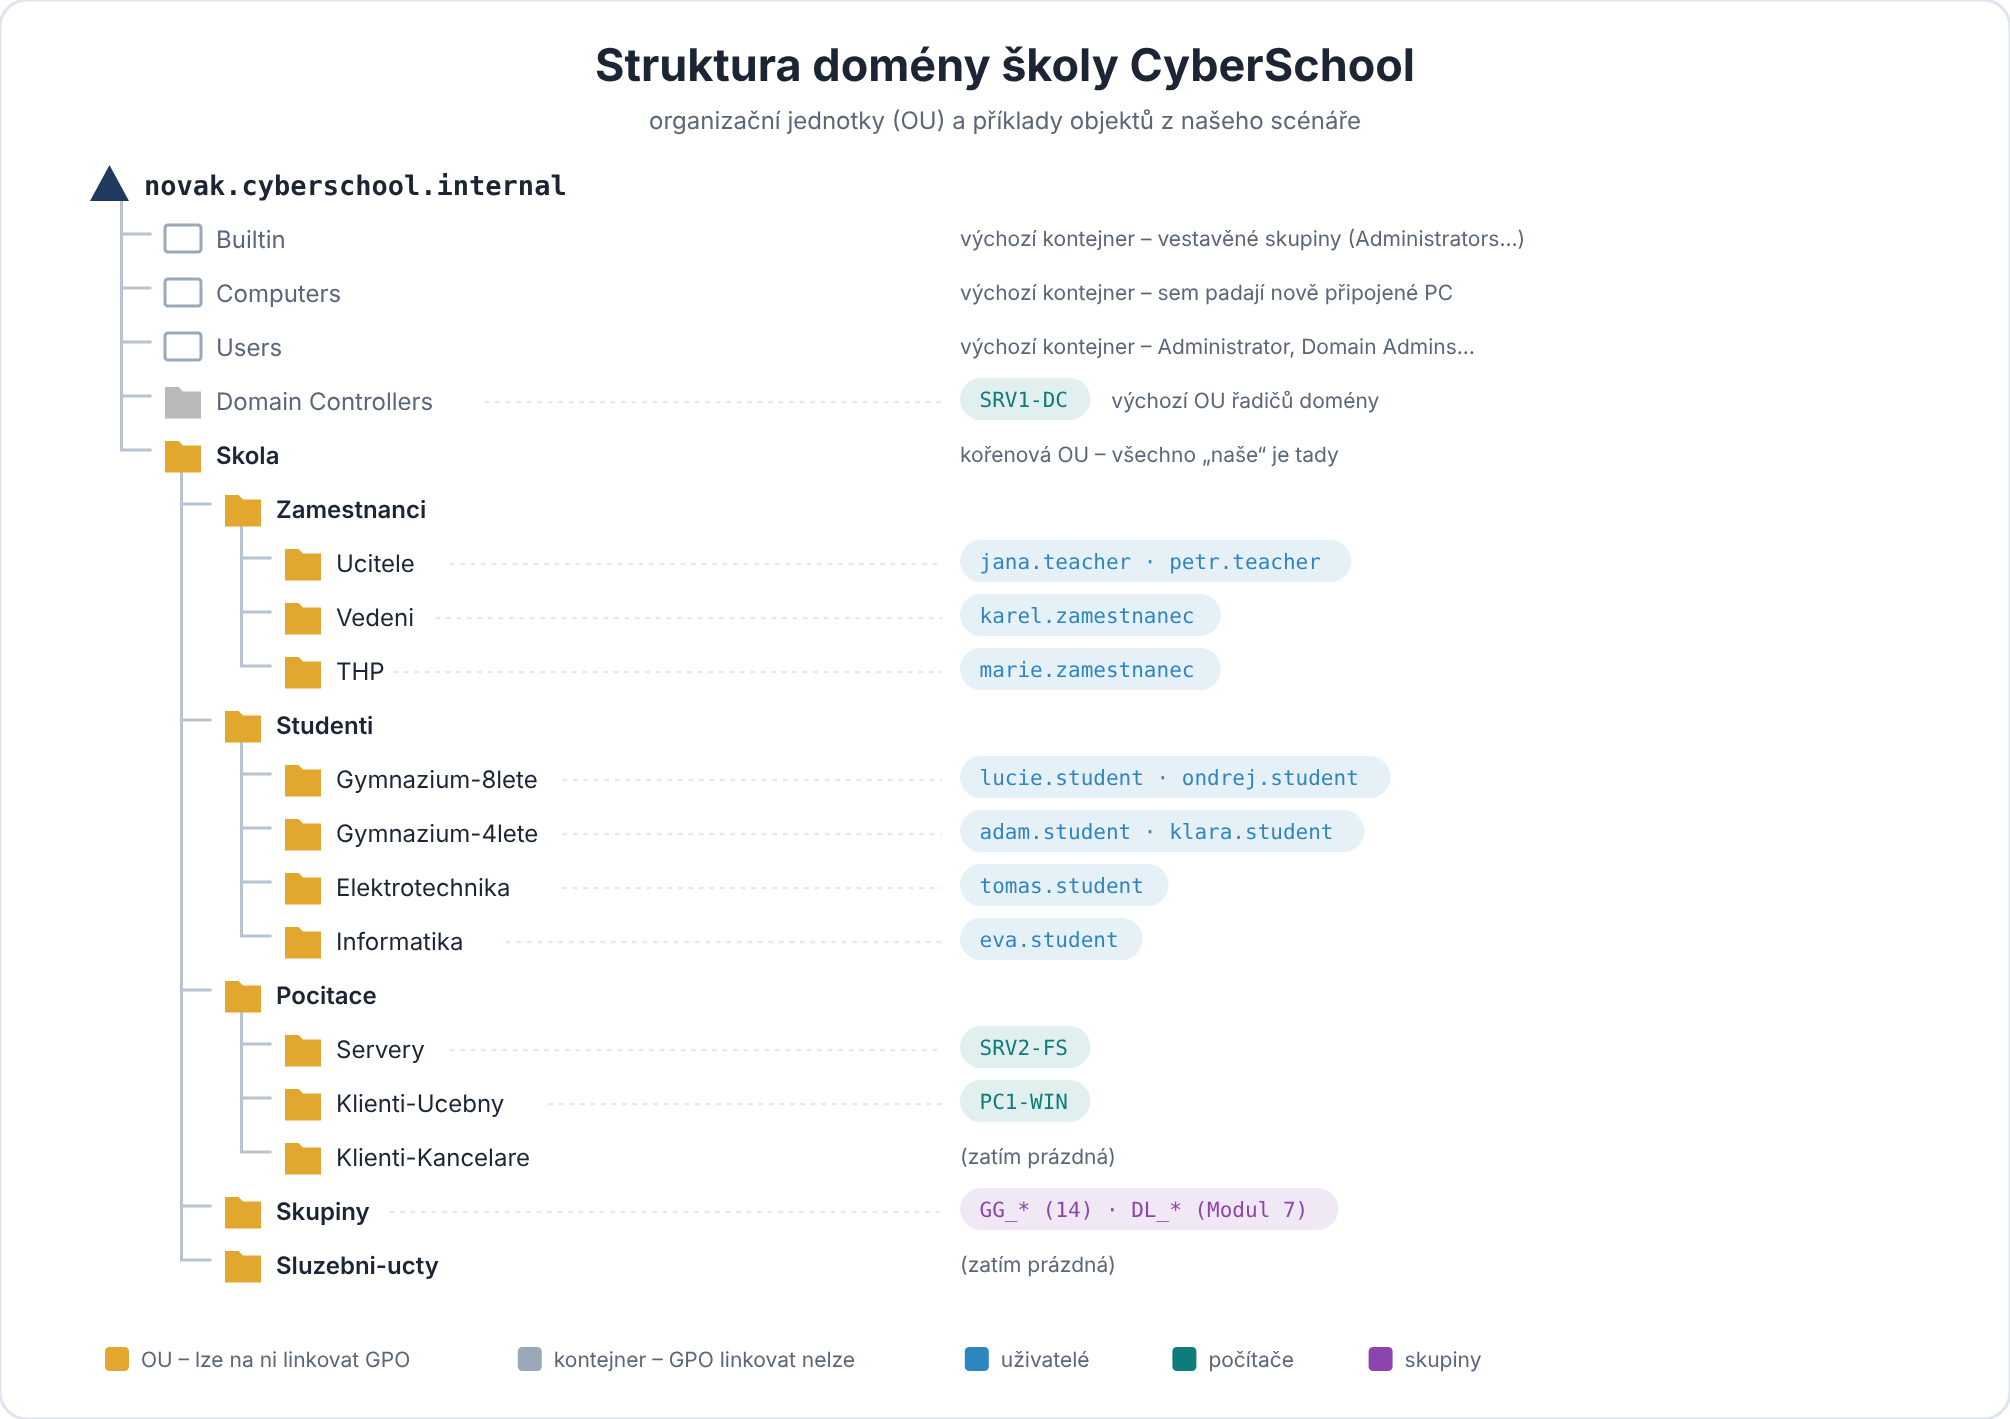 Struktura domény školy CyberSchool
organizační jednotky (OU) a příklady objektů z našeho scénáře
novak.cyberschool.internal
Builtin výchozí kontejner – vestavěné skupiny (Administrators…)
Computers výchozí kontejner – sem padají nově připojené PC
Users výchozí kontejner – Administrator, Domain Admins…
Domain Controllers SRV1-DC výchozí OU řadičů domény
Skola kořenová OU – všechno „naše“ je tady
Zamestnanci
Ucitele jana.teacher · petr.teacher
Vedeni karel.zamestnanec
THP marie.zamestnanec
Studenti
Gymnazium-8lete lucie.student · ondrej.student
Gymnazium-4lete adam.student · klara.student
Elektrotechnika tomas.student
Informatika eva.student
Pocitace
Servery SRV2-FS
Klienti-Ucebny PC1-WIN
Klienti-Kancelare (zatím prázdná)
Skupiny GG_* (14) · DL_* (Modul 7)
Sluzebni-ucty (zatím prázdná)
OU – lze na ni linkovat GPO kontejner – GPO linkovat nelze uživatelé počítače skupiny